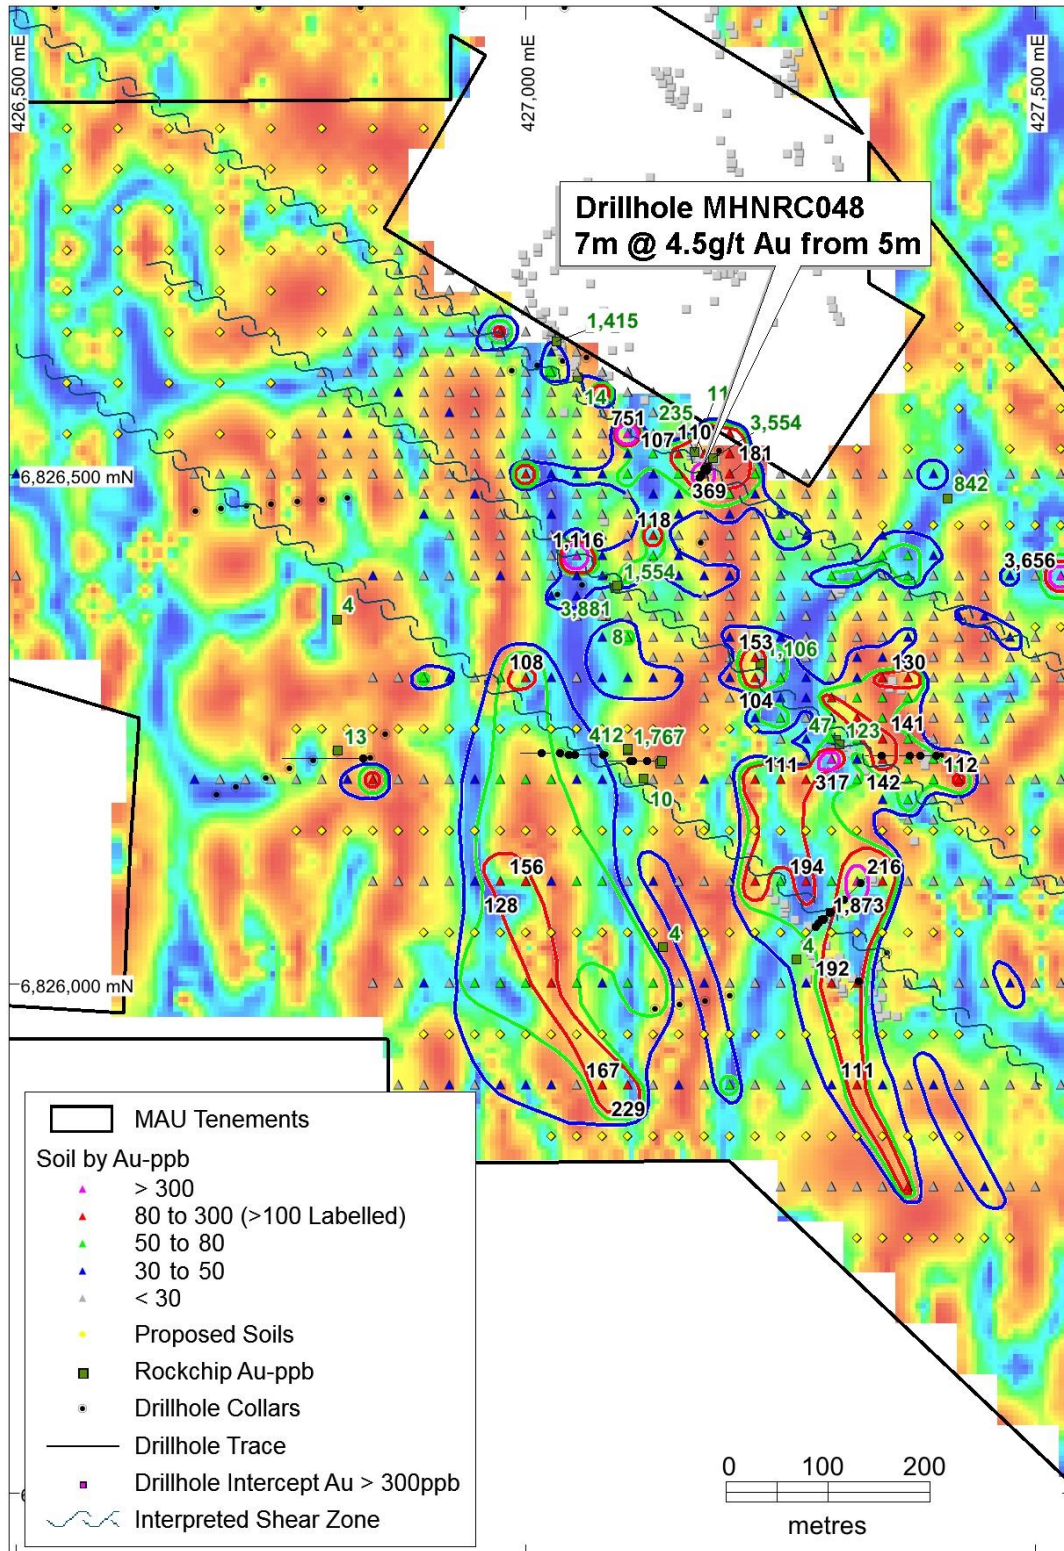 426,500 mE
427,000 mE
427,500 mE
Drillhole MHNRC048
7m @ 4.5g/t Au from 5m
1,415
14
11
235
751
107
110
3,554
181
6,826,500 mN
369
842
118
1,116
1,554
3,656
3,881
4
8
153
1,106
108
130
104
47
123
141
13
412
1,767
111
317
142
112
10
156
194
216
128
1,873
4
4
192
6,826,000 mN
167
111
229
MAU Tenements
Soil by Au-ppb
> 300
80 to 300 (>100 Labelled)
50 to 80
30 to 50
< 30
Proposed Soils
Rockchip Au-ppb
Drillhole Collars
Drillhole Trace
Drillhole Intercept Au > 300ppb
Interpreted Shear Zone
0 100 200
metres